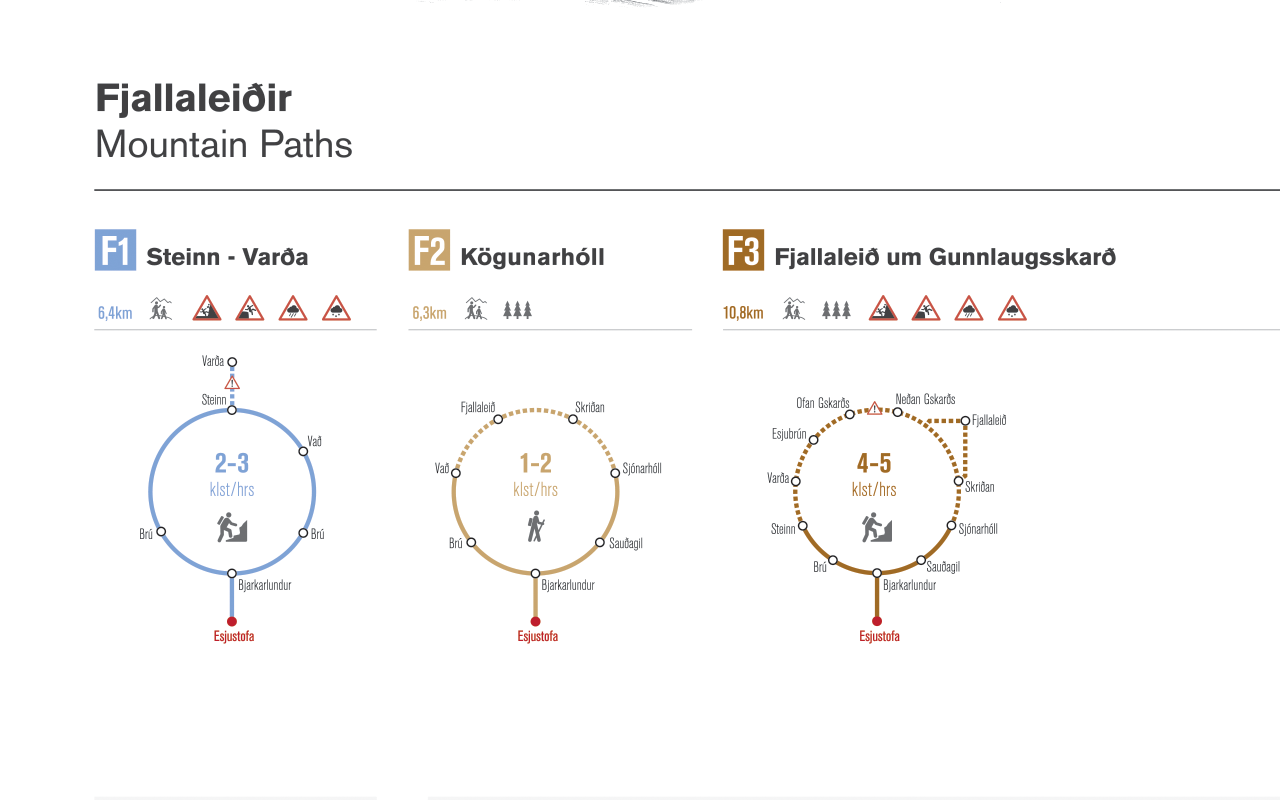 Fjallaleiðir
Mountain Paths
F1 Steinn - Varða
6,4km
Varða
Steinn
Vað
2-3
klst/hrs
Brú
Brú
Bjarkarlundur
Esjustofa
F2 Kögunarhóll
6,3km
Fjallaleið
Skriðan
Vað
Sjónarhóll
1-2
klst/hrs
Brú
Sauðagil
Bjarkarlundur
Esjustofa
F3 Fjallaleið um Gunnlaugsskarð
10,8km
Ofan Gskarðs
Neðan Gskarðs
Fjallaleið
Esjubrún
4-5
klst/hrs
Varða
Skriðan
Steinn
Sjónarhóll
Brú
Sauðagil
Bjarkarlundur
Esjustofa